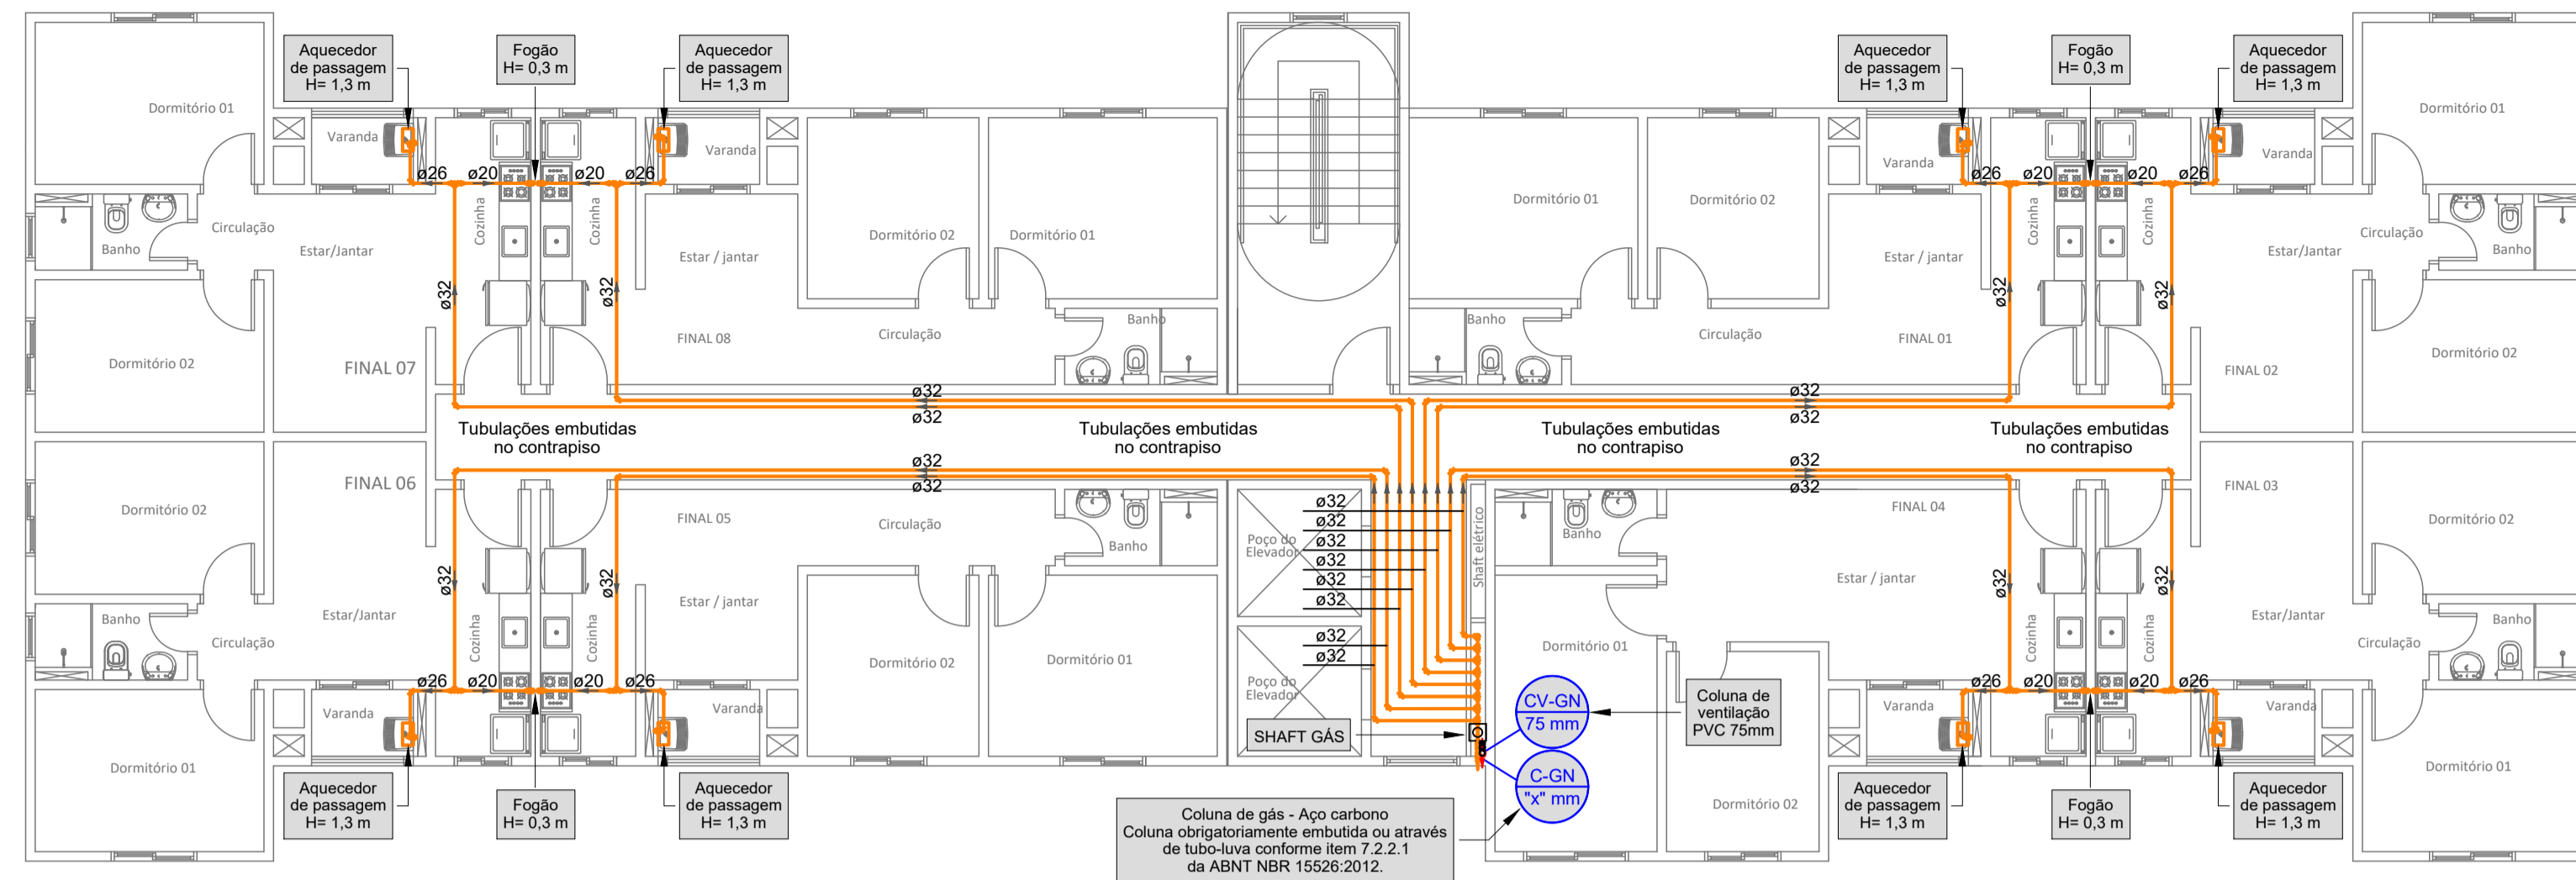 Aquecedor
de passagem
H= 1,3 m
Fogão
H= 0,3 m
Aquecedor
de passagem
H= 1,3 m
Aquecedor
de passagem
H= 1,3 m
Fogão
H= 0,3 m
Aquecedor
de passagem
H= 1,3 m
Dormitório 01
Varanda
Varanda
Varanda
Varanda
Dormitório 01
ø26
ø20
ø20
ø26
ø26
ø20
ø20
ø26
Banho
Circulação
Estar/Jantar
Cozinha
Cozinha
Estar / jantar
Dormitório 02
Dormitório 01
Dormitório 01
Dormitório 02
Estar / jantar
Cozinha
Cozinha
Estar/Jantar
Circulação
Banho
ø32
ø32
ø32
ø32
Dormitório 02
FINAL 07
FINAL 08
Circulação
Banho
Banho
Circulação
FINAL 01
FINAL 02
Dormitório 02
ø32
ø32
ø32
ø32
Tubulações embutidas
no contrapiso
Tubulações embutidas
no contrapiso
Tubulações embutidas
no contrapiso
Tubulações embutidas
no contrapiso
ø32
ø32
ø32
ø32
FINAL 06
Dormitório 02
FINAL 05
Circulação
Banho
Poço do
Elevador
ø32
ø32
ø32
ø32
ø32
ø32
ø32
ø32
Shaft elétrico
Banho
FINAL 04
FINAL 03
Dormitório 02
ø32
ø32
Estar / jantar
ø32
ø32
Banho
Circulação
Estar/Jantar
Cozinha
Cozinha
Estar / jantar
Dormitório 02
Dormitório 01
Poço do
Elevador
Dormitório 01
Cozinha
Cozinha
Estar/Jantar
Circulação
Banho
ø26
ø20
ø20
ø26
ø26
ø20
ø20
ø26
Varanda
Varanda
Varanda
Varanda
SHAFT GÁS
CV-GN
75 mm
Coluna de
ventilação
PVC 75mm
C-GN
"x" mm
Dormitório 01
Dormitório 02
Dormitório 01
Aquecedor
de passagem
H= 1,3 m
Fogão
H= 0,3 m
Aquecedor
de passagem
H= 1,3 m
Coluna de gás - Aço carbono
Coluna obrigatoriamente embutida ou através
de tubo-luva conforme item 7.2.2.1
da ABNT NBR 15526:2012.
Aquecedor
de passagem
H= 1,3 m
Fogão
H= 0,3 m
Aquecedor
de passagem
H= 1,3 m